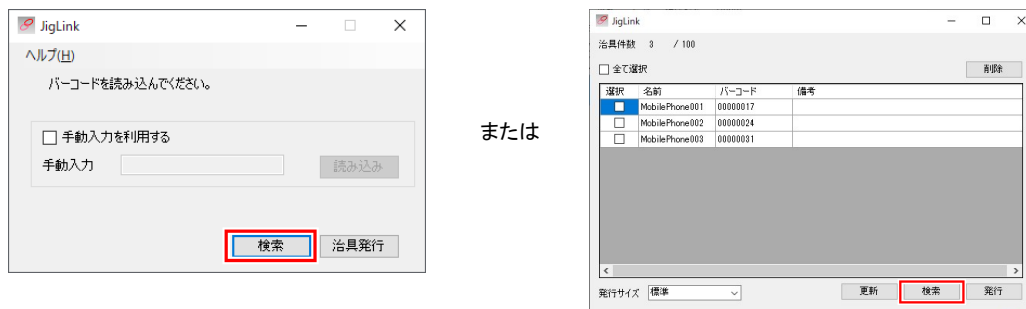 JigLink
ヘルプ(H)
バーコードを読み込んでください。
手動入力を利用する
手動入力
読み込み
検索
治具発行
または
JigLink
治具件数 3 / 100
全て選択
削除
選択 名前 バーコード 備考
MobilePhone001 00000017
MobilePhone002 00000024
MobilePhone003 00000031
発行サイズ 標準
更新
検索
発行